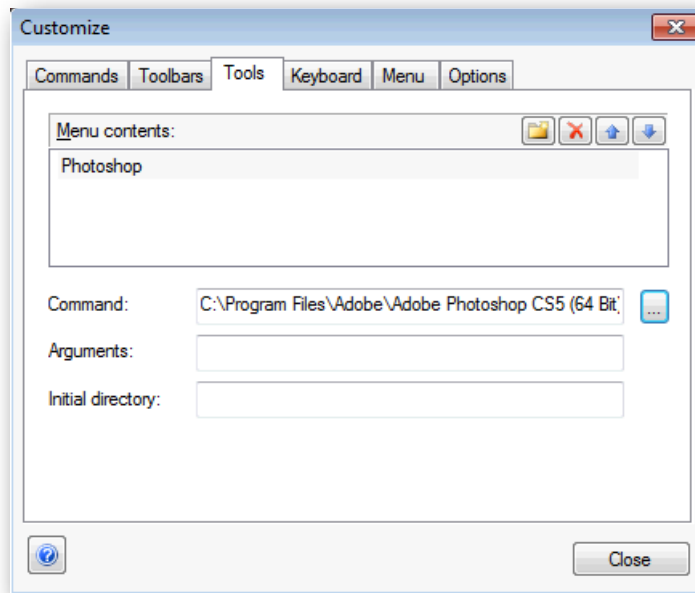 Customize
Commands Toolbars Tools Keyboard Menu Options
Menu contents:
Photoshop
Command: C:\Program Files\Adobe\Adobe Photoshop CS5 (64 Bit)
...
Arguments:
Initial directory:
Close